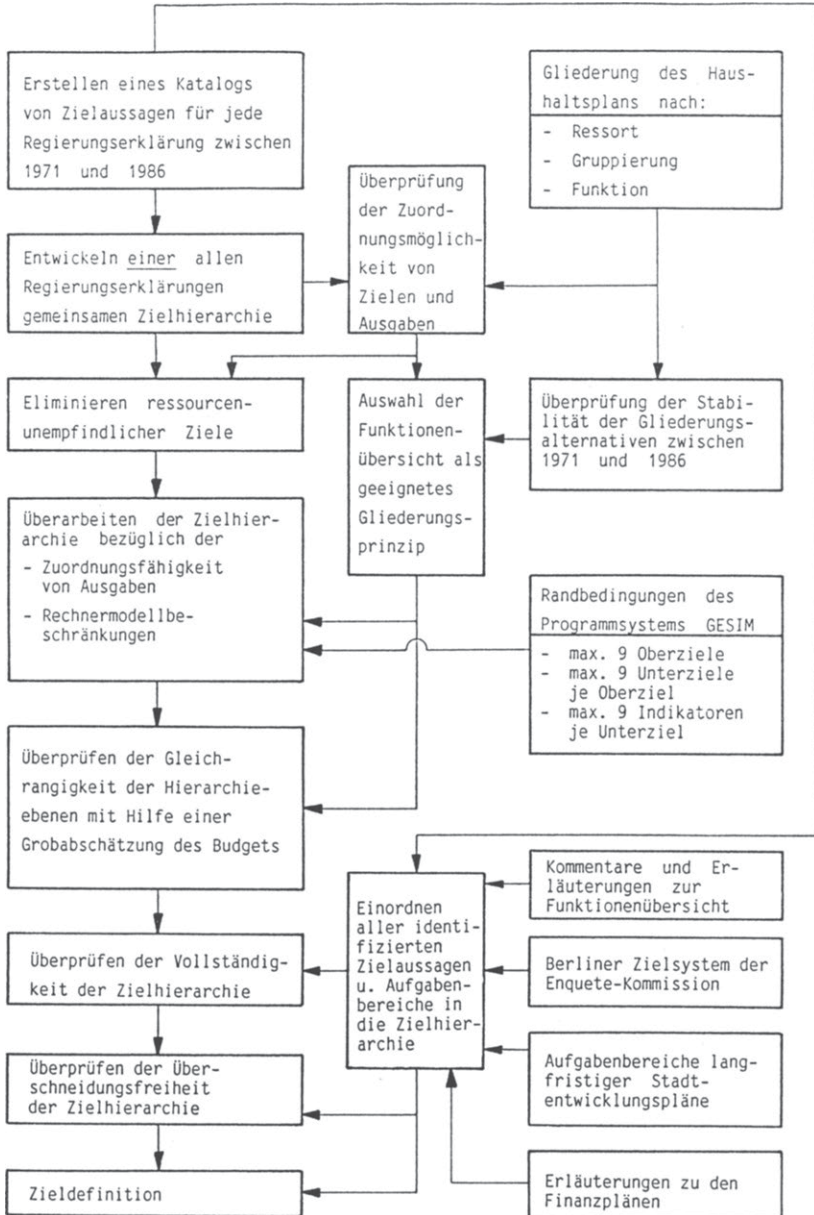 Erstellen eines Katalogs
von Zielaussagen für jede
Regierungserklärung zwischen
1971 und 1986
Gliederung des Haus-
haltsplans nach:
- Ressort
- Gruppierung
- Funktion
Überprüfung
der Zuord-
nungsmöglich-
keit von
Zielen und
Ausgaben
Entwickeln einer allen
Regierungserklärungen
gemeinsamen Zielhierarchie
Eliminieren ressourcen-
unempfindlicher Ziele
Auswahl der
Funktionen-
übersicht als
geeignetes
Gliederungs-
prinzip
Überprüfung der Stabi-
lität der Gliederungs-
alternativen zwischen
1971 und 1986
Überarbeiten der Zielhier-
archie bezüglich der
- Zuordnungsfähigkeit
von Ausgaben
- Rechnermodellbe-
schränkungen
Randbedingungen des
Programmsystems GESIM
- max. 9 Oberziele
- max. 9 Unterziele
je Oberziel
- max. 9 Indikatoren
je Unterziel
Überprüfen der Gleich-
rangigkeit der Hierarchie-
ebenen mit Hilfe einer
Grobabschätzung des Budgets
Einordnen
aller identi-
fizierten
Zielaussagen
u. Aufgaben-
bereiche in
die Zielhier-
archie
Kommentare und Er-
läuterungen zur
Funktionenübersicht
Überprüfen der Vollständig-
keit der Zielhierarchie
Berliner Zielsystem der
Enquete-Kommission
Überprüfen der Über-
schneidungsfreiheit
der Zielhierarchie
Aufgabenbereiche lang-
fristiger Stadt-
entwicklungspläne
Zieldefinition
Erläuterungen zu den
Finanzplänen